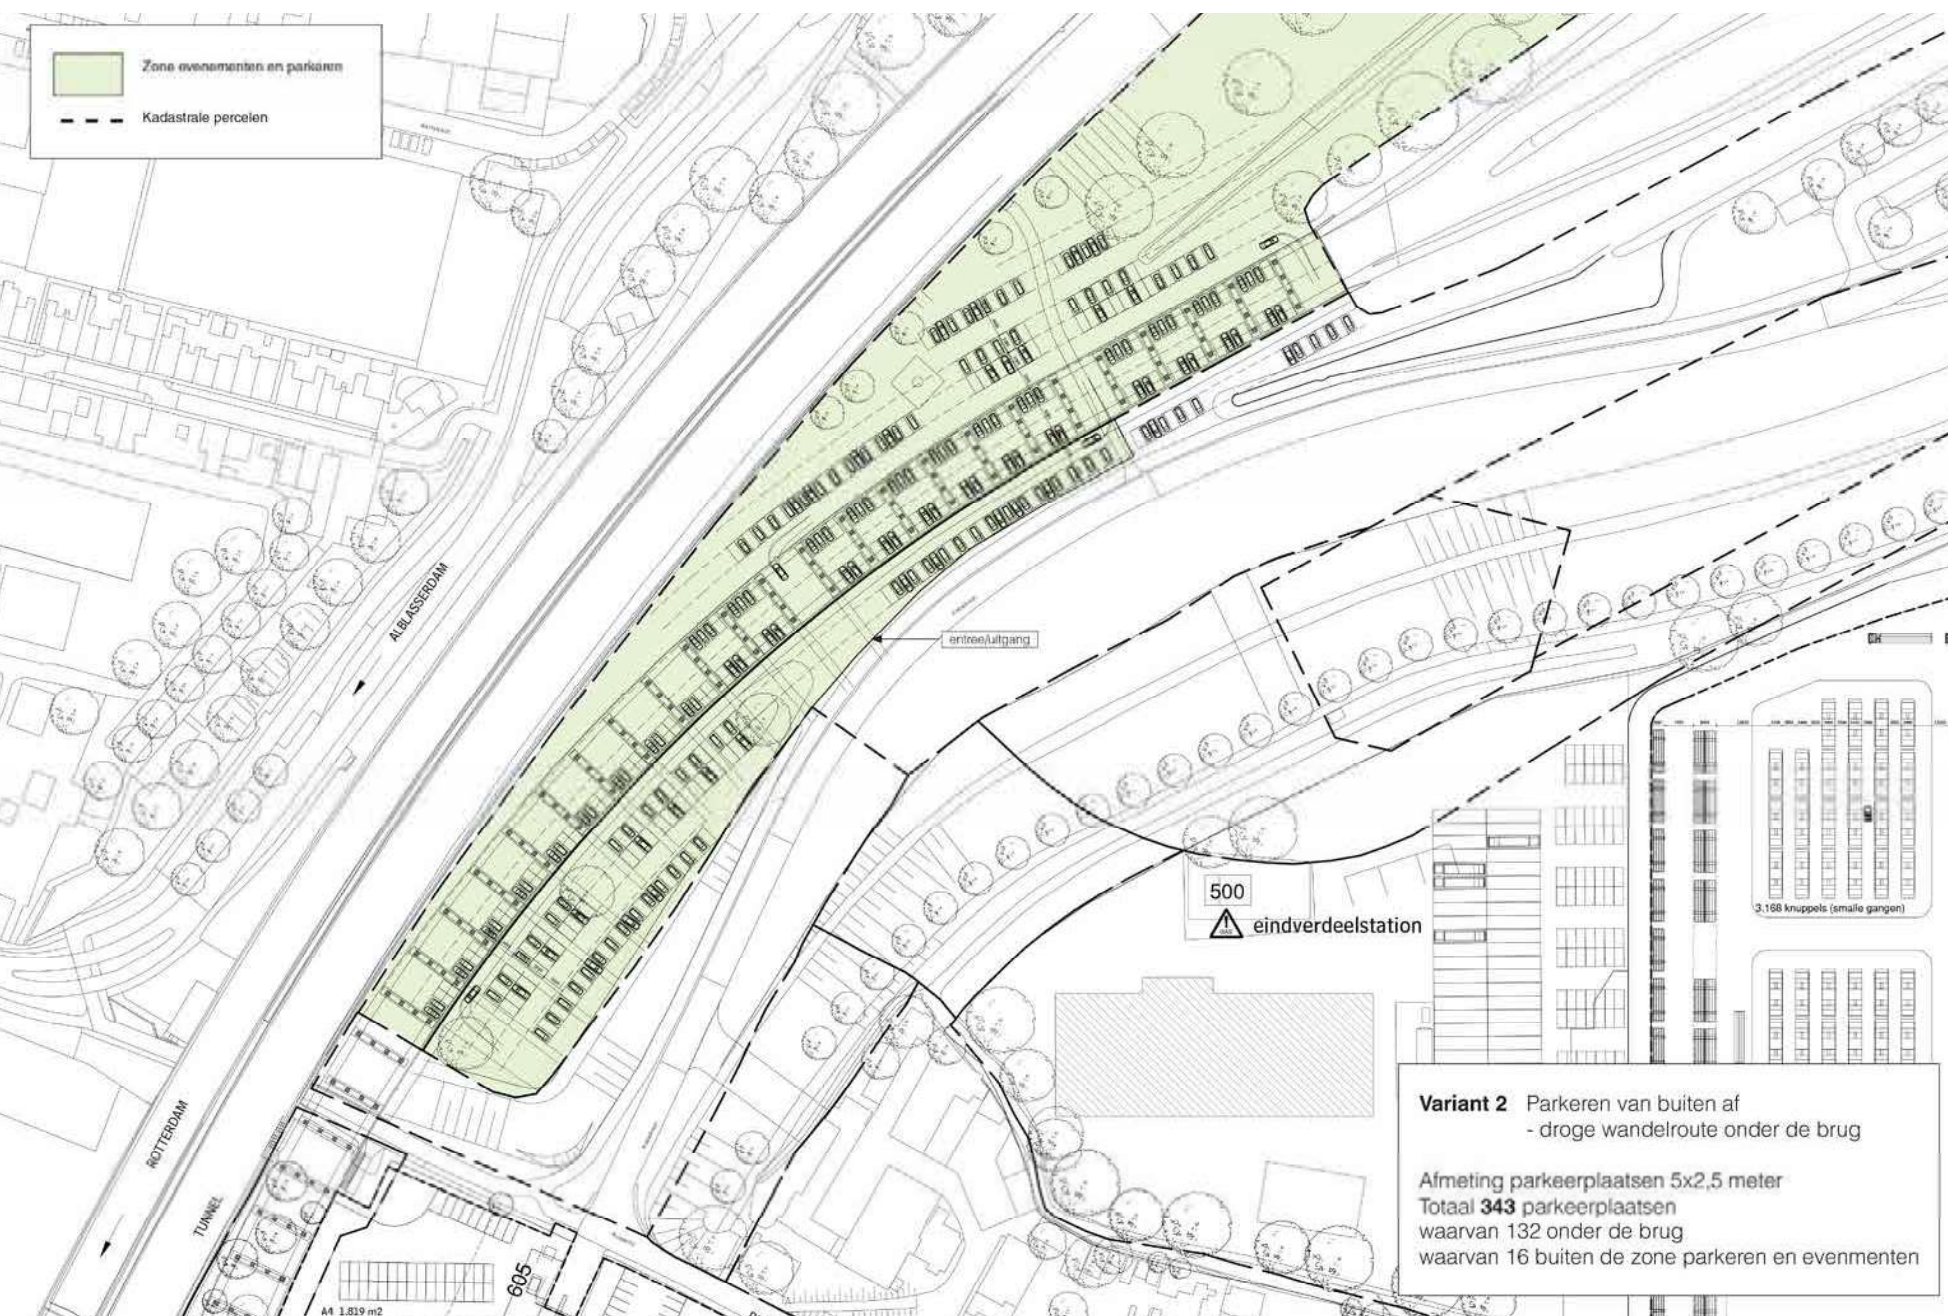 Zone evenementen en parkeren
Kadastrale percelen
ALBLASSERDAM
entree/uitgang
500
GAS
eindverdeelstation
3.168 knuppels (smalle gangen)
ROTTERDAM
TUNNEL
605
A4 1.819 m2
Variant 2 Parkeren van buiten af
- droge wandelroute onder de brug
Afmeting parkeerplaatsen 5x2,5 meter
Totaal 343 parkeerplaatsen
waarvan 132 onder de brug
waarvan 16 buiten de zone parkeren en evenmenten